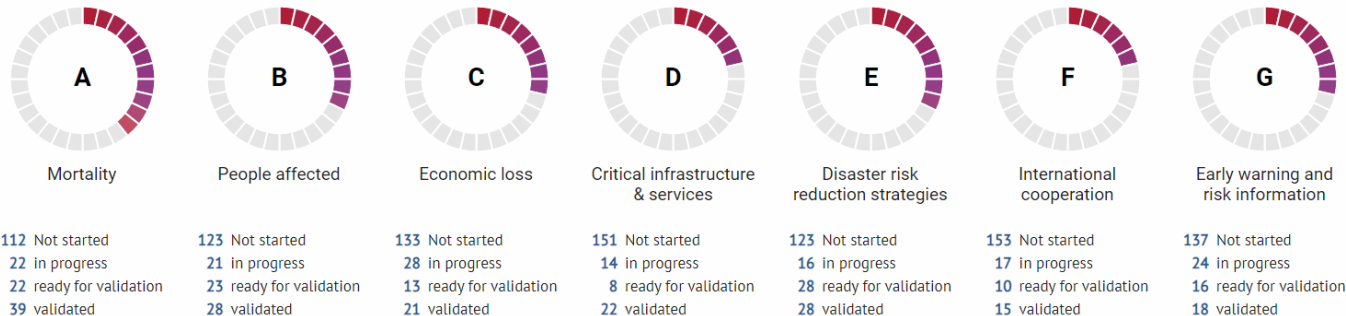 A
Mortality
112 Not started
22 in progress
22 ready for validation
39 validated
B
People affected
123 Not started
21 in progress
23 ready for validation
28 validated
C
Economic loss
133 Not started
28 in progress
13 ready for validation
21 validated
D
Critical infrastructure
& services
151 Not started
14 in progress
8 ready for validation
22 validated
E
Disaster risk
reduction strategies
123 Not started
16 in progress
28 ready for validation
28 validated
F
International
cooperation
153 Not started
17 in progress
10 ready for validation
15 validated
G
Early warning and
risk information
137 Not started
24 in progress
16 ready for validation
18 validated